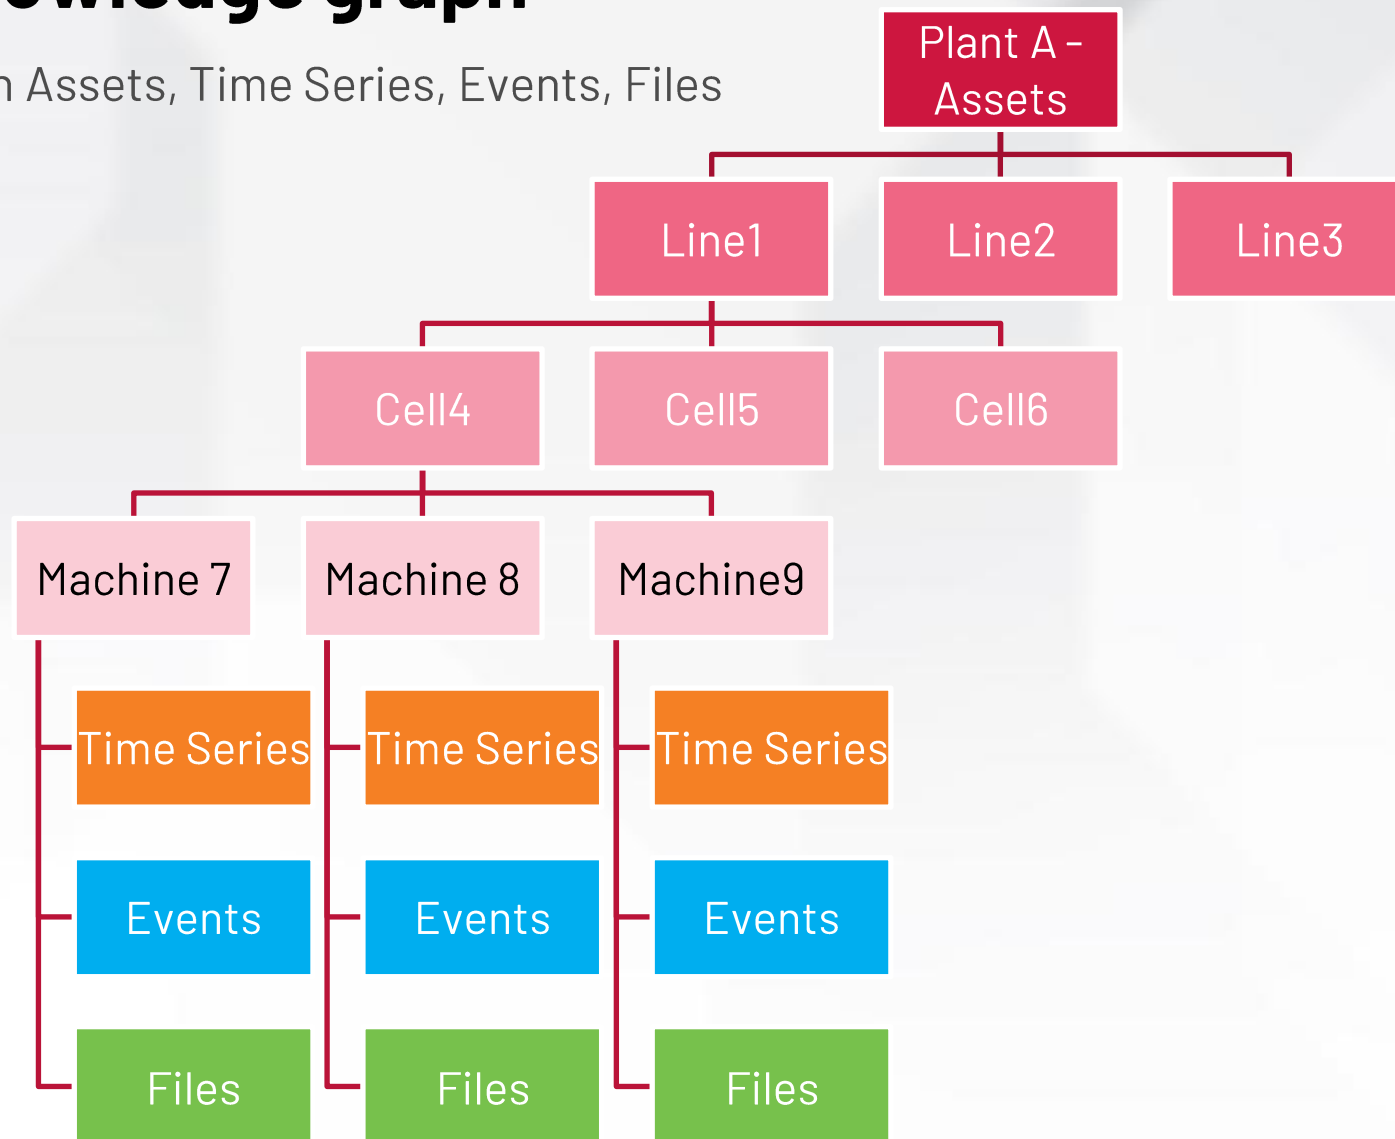 graph
Assets, Time Series, Events, Files
Plant A -
Assets
Line1
Line2
Line3
Cell4
Cell5
Cell6
Machine 7
Machine 8
Machine9
Time Series
Time Series
Time Series
Events
Events
Events
Files
Files
Files